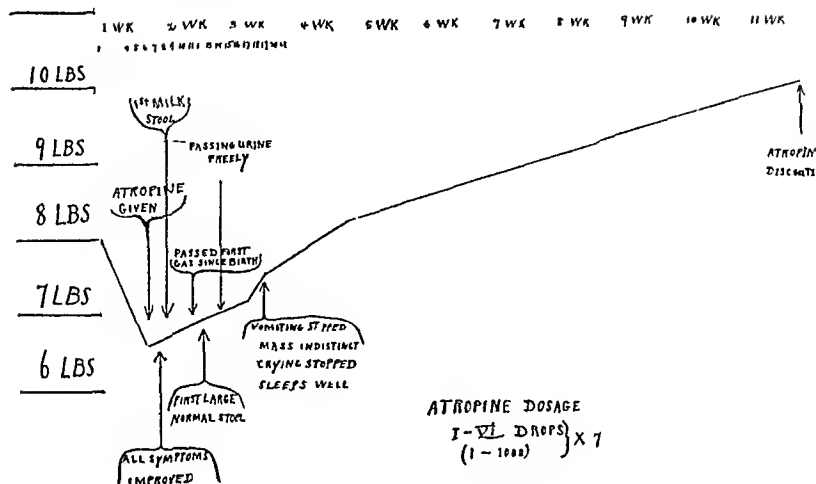 1 WK 2 WK 3 WK 4 WK 5 WK 6 WK 7 WK 8 WK 9 WK 10 WK 11 WK
10 LBS
1ST MILK
STOOL
PASSING URINE
FREELY
9 LBS
ATROPIN
DISCONTI
ATROPINE
GIVEN
8 LBS
PASSED FIRST
GAS SINCE BIRTH
7 LBS
VOMITING STPPED
MASS INDISTINCT
CRYING STOPPED
SLEEPS WELL
6 LBS
FIRST LARGE
NORMAL STOOL
ATROPINE DOSAGE
I-VI DROPS
(1-1000) } X 7
ALL SYMPTOMS
IMPROVED